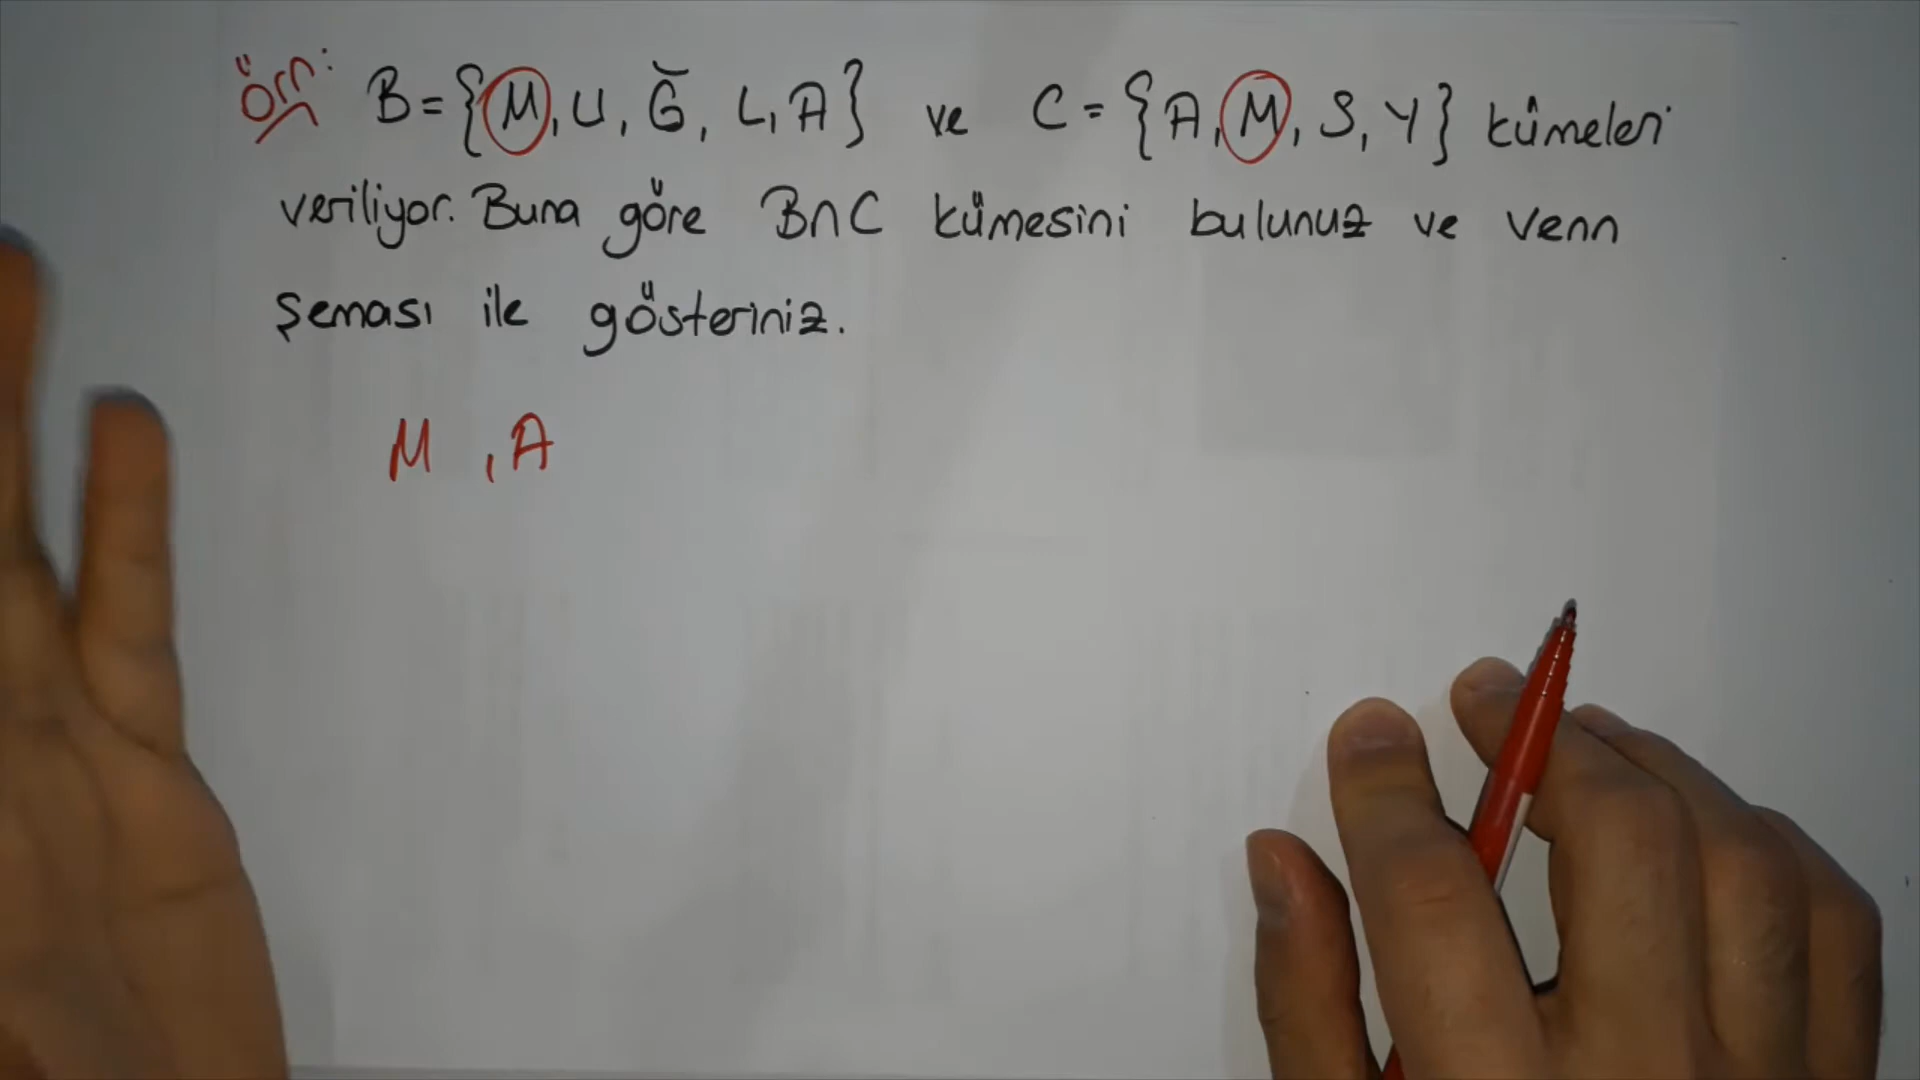 Örn: B={M, U, Ğ, L, A} ve C={A, M, S, Y} kümeleri
veriliyor. Buna göre B∩C kümesini bulunuz ve Venn
Şeması ile gösteriniz.
M , A